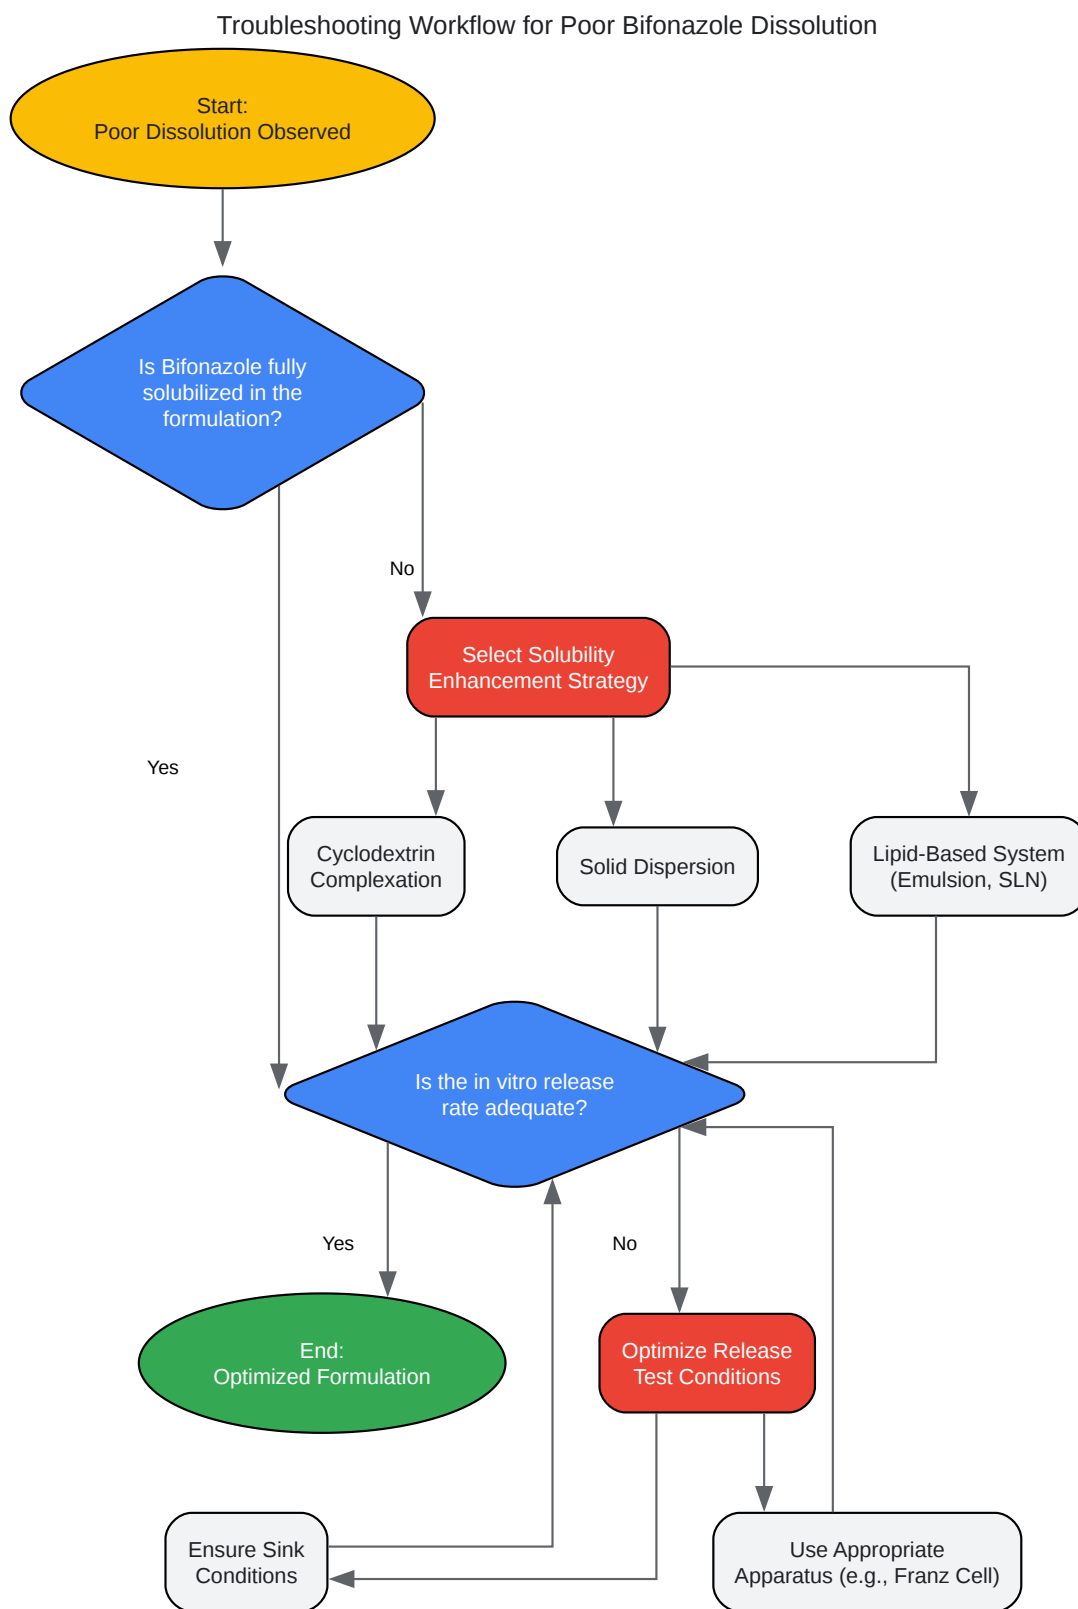 Troubleshooting Workflow for Poor Bifonazole Dissolution
Start:
Poor Dissolution Observed
Is Bifonazole fully
solubilized in the
formulation?
No
Select Solubility
Enhancement Strategy
Yes
Cyclodextrin
Complexation
Solid Dispersion
Lipid-Based System
(Emulsion, SLN)
Is the in vitro release
rate adequate?
Yes
No
End:
Optimized Formulation
Optimize Release
Test Conditions
Ensure Sink
Conditions
Use Appropriate
Apparatus (e.g., Franz Cell)